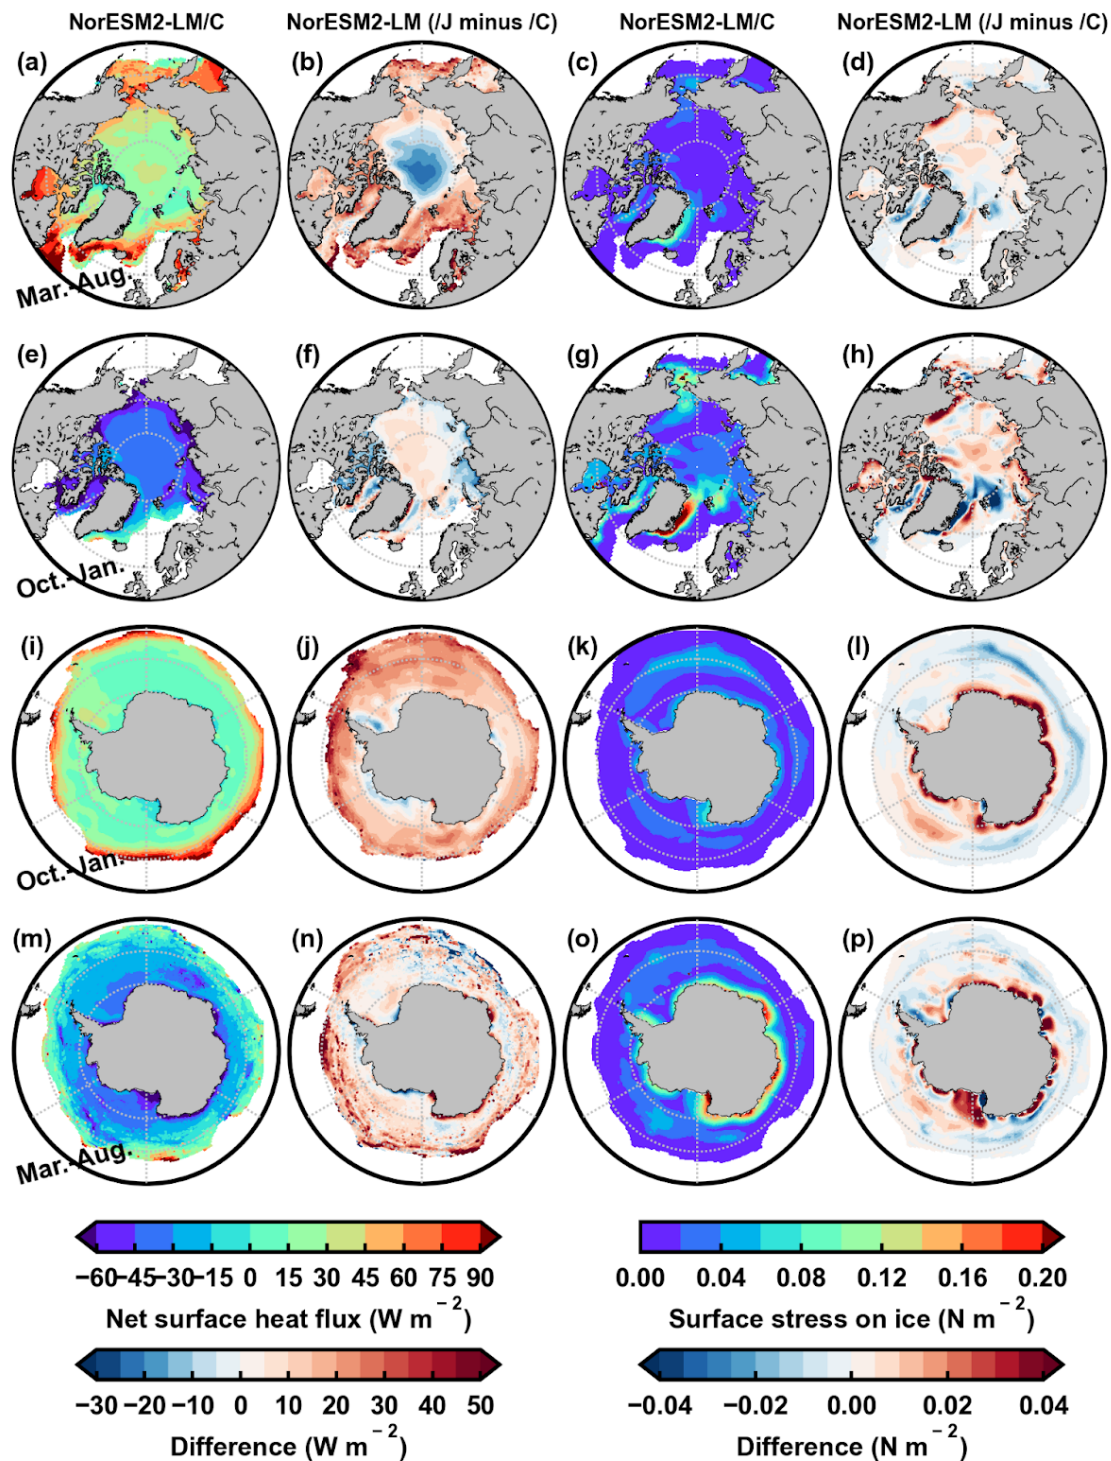 NorESM2-LM/C NorESM2-LM (/J minus /C) NorESM2-LM/C NorESM2-LM (/J minus /C)
(a) (b) (c) (d)
Mar.-Aug.
(e) (f) (g) (h)
Oct.-Jan.
(i) (j) (k) (l)
Oct.-Jan.
(m) (n) (o) (p)
Mar.-Aug.
−60 −45 −30 −15 0 15 30 45 60 75 90
Net surface heat flux (W m⁻²)
0.00 0.04 0.08 0.12 0.16 0.20
Surface stress on ice (N m⁻²)
−30 −20 −10 0 10 20 30 40 50
Difference (W m⁻²)
−0.04 −0.02 0.00 0.02 0.04
Difference (N m⁻²)